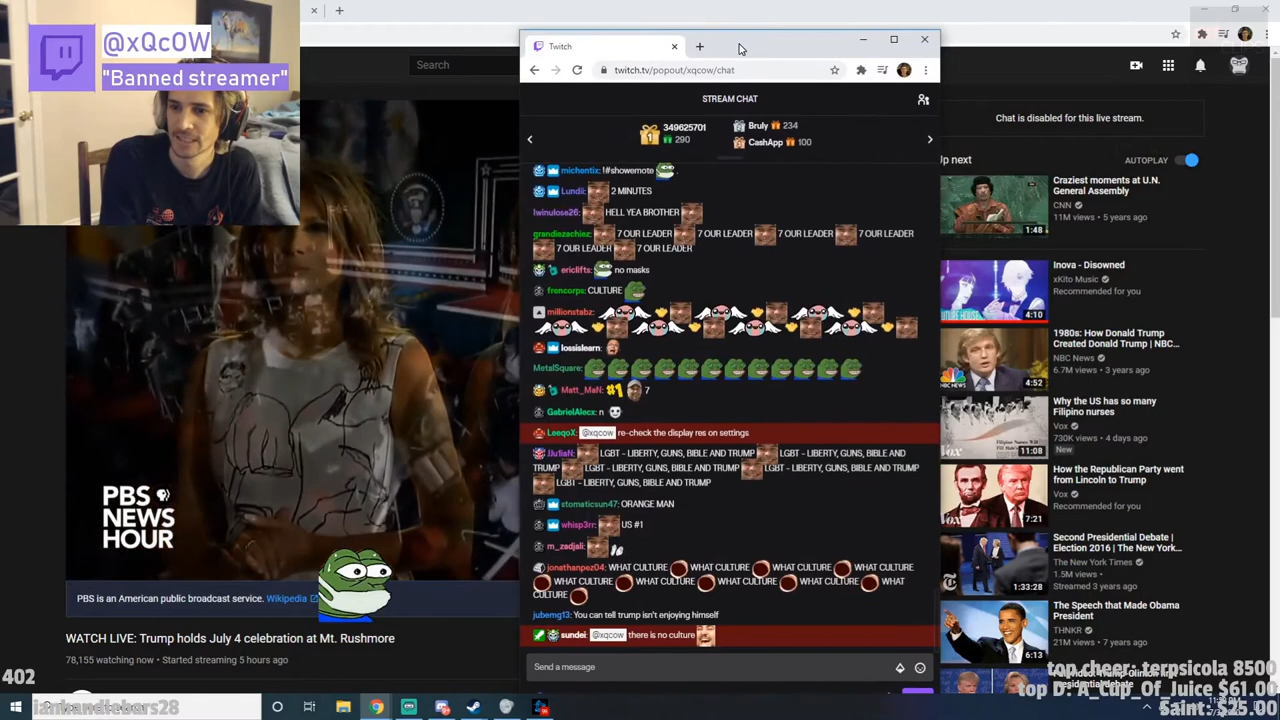 @xQcOW
"Banned streamer"
Search
Twitch
twitch.tv/popout/xqcow/chat
STREAM CHAT
1 349625701
290
Bruly 234
CashApp 100
michentix: !#showemote
Lundii: 2 MINUTES
lwinulose26: HELL YEA BROTHER
grandiezachiez: 7 OUR LEADER 7 OUR LEADER 7 OUR LEADER 7 OUR LEADER
7 OUR LEADER 7 OUR LEADER
ericlifts: no masks
frencorps: CULTURE
millionstabz:
lossislearn:
MetalSquare:
Matt_MaN: #1 7
GabrielAlecx: n
LeeqoX: @xqcow re-check the display res on settings
JJu1iaN: LGBT - LIBERTY, GUNS, BIBLE AND TRUMP LGBT - LIBERTY, GUNS, BIBLE AND
TRUMP LGBT - LIBERTY, GUNS, BIBLE AND TRUMP LGBT - LIBERTY, GUNS, BIBLE AND TRUMP
LGBT - LIBERTY, GUNS, BIBLE AND TRUMP
stomaticsun47: ORANGE MAN
whisp3rr: US #1
m_zadjali:
jonathanpez04: WHAT CULTURE WHAT CULTURE WHAT CULTURE WHAT CULTURE
WHAT CULTURE WHAT CULTURE WHAT CULTURE WHAT CULTURE WHAT
CULTURE
jubemg13: You can tell trump isn't enjoying himself
sundei: @xqcow there is no culture
Send a message
PBS
NEWS
HOUR
PBS is an American public broadcast service. Wikipedia
WATCH LIVE: Trump holds July 4 celebration at Mt. Rushmore
78,155 watching now • Started streaming 5 hours ago
402
ianhandlebars28
Chat is disabled for this live stream.
Up next
AUTOPLAY
Craziest moments at U.N.
General Assembly
CNN
11M views • 5 years ago
1:48
Inova - Disowned
xKito Music
Recommended for you
4:10
1980s: How Donald Trump
Created Donald Trump | NBC...
NBC News
6.7M views • 3 years ago
4:52
Why the US has so many
Filipino nurses
Vox
730K views • 4 days ago
New
11:08
How the Republican Party went
from Lincoln to Trump
Vox
Recommended for you
7:21
Second Presidential Debate |
Election 2016 | The New York...
The New York Times
1.5M views •
Streamed 3 years ago
1:33:28
The Speech that Made Obama
President
THNKR
21M views • 7 years ago
6:13
top cheer: terpsicola 8500
top D: A_Cup_Of_Juice $61.00
Saint: $25.00